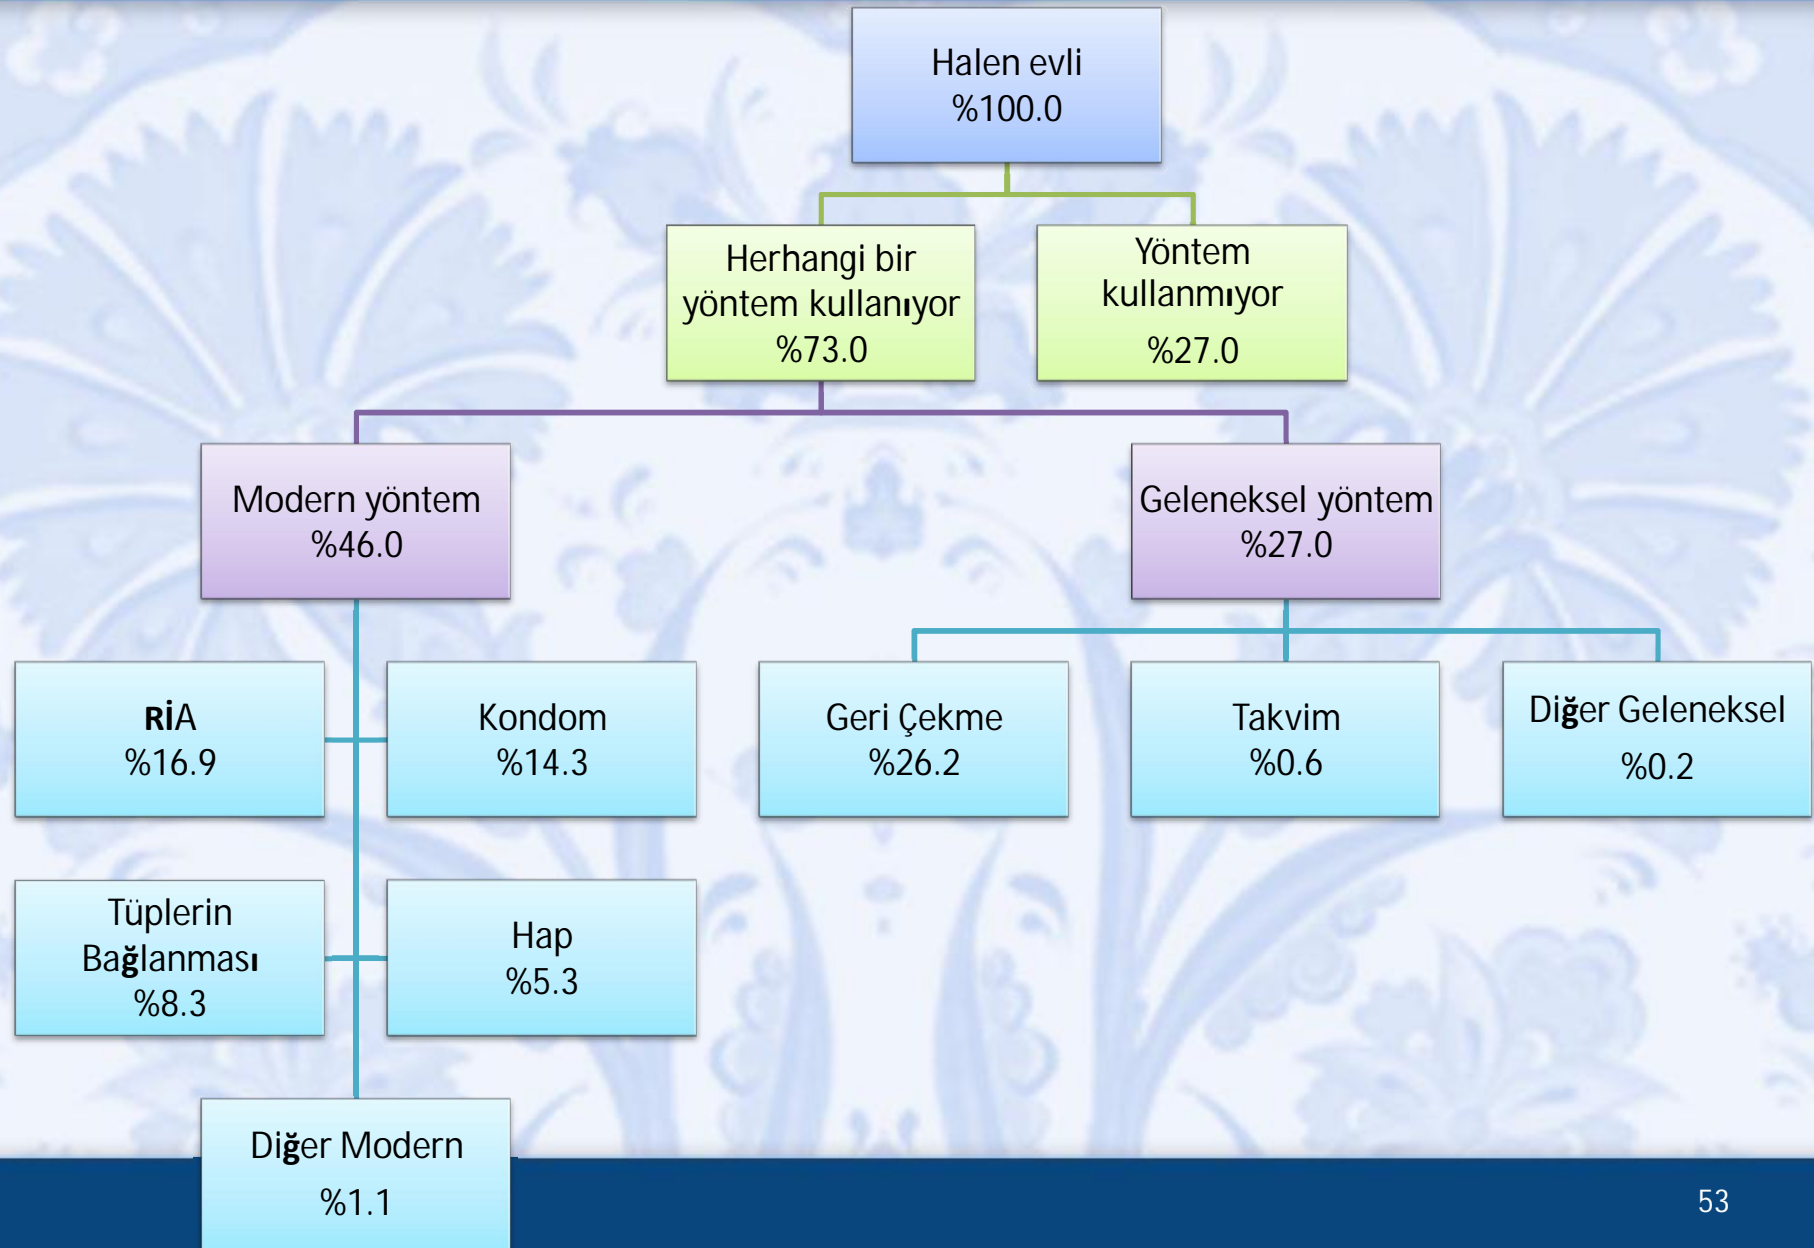 Halen evli
%100.0
Herhangi bir
yöntem kullanıyor
%73.0
Yöntem
kullanmıyor
%27.0
Modern yöntem
%46.0
Geleneksel yöntem
%27.0
RİA
%16.9
Kondom
%14.3
Geri Çekme
%26.2
Takvim
%0.6
Diğer Geleneksel
%0.2
Tüplerin
Bağlanması
%8.3
Hap
%5.3
Diğer Modern
%1.1
53